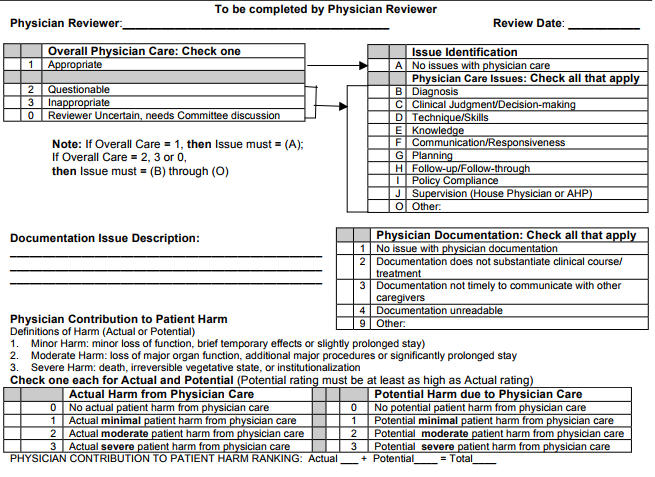 To be completed by Physician Reviewer
Physician Reviewer:________________ Review Date: ____________
Overall Physician Care: Check one
1 Appropriate
2 Questionable
3 Inappropriate
0 Reviewer Uncertain, needs Committee discussion
Issue Identification
A No issues with physician care
Physician Care Issues: Check all that apply
B Diagnosis
C Clinical Judgment/Decision-making
D Technique/Skills
E Knowledge
F Communication/Responsiveness
G Planning
H Follow-up/Follow-through
I Policy Compliance
J Supervision (House Physician or AHP)
O Other:
Note: If Overall Care = 1, then Issue must = (A);
If Overall Care = 2, 3 or 0,
then Issue must = (B) through (O)
Documentation Issue Description:
Physician Documentation: Check all that apply
1 No issue with physician documentation
2 Documentation does not substantiate clinical course/
treatment
3 Documentation not timely to communicate with other
caregivers
4 Documentation unreadable
9 Other:
Physician Contribution to Patient Harm
Definitions of Harm (Actual or Potential)
1. Minor Harm: minor loss of function, brief temporary effects or slightly prolonged stay)
2. Moderate Harm: loss of major organ function, additional major procedures or significantly prolonged stay
3. Severe Harm: death, irreversible vegetative state, or institutionalization
Check one each for Actual and Potential (Potential rating must be at least as high as Actual rating)
Actual Harm from Physician Care
0 No actual patient harm from physician care
1 Actual minimal patient harm from physician care
2 Actual moderate patient harm from physician care
3 Actual severe patient harm from physician care
Potential Harm due to Physician Care
0 No potential patient harm from physician care
1 Potential minimal patient harm from physician care
2 Potential moderate patient harm from physician care
3 Potential severe patient harm from physician care
PHYSICIAN CONTRIBUTION TO PATIENT HARM RANKING: Actual ___ + Potential____ = Total____